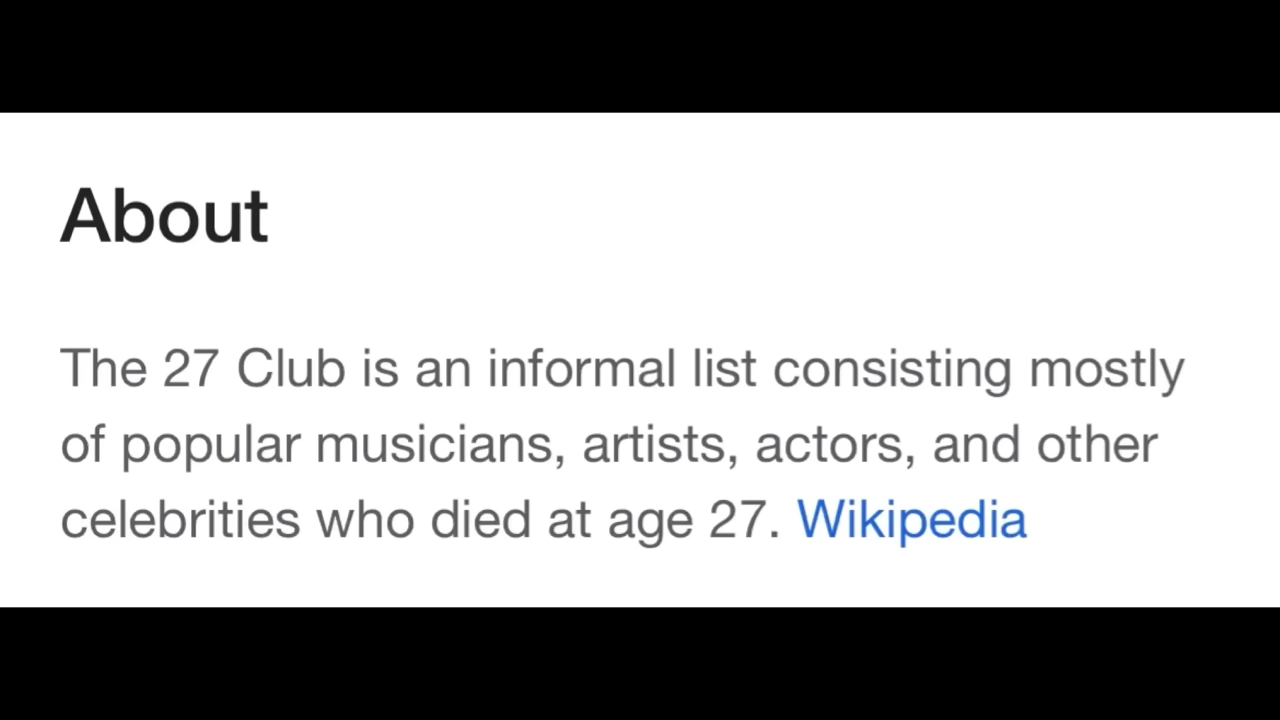 About
The 27 Club is an informal list consisting mostly
of popular musicians, artists, actors, and other
celebrities who died at age 27. Wikipedia